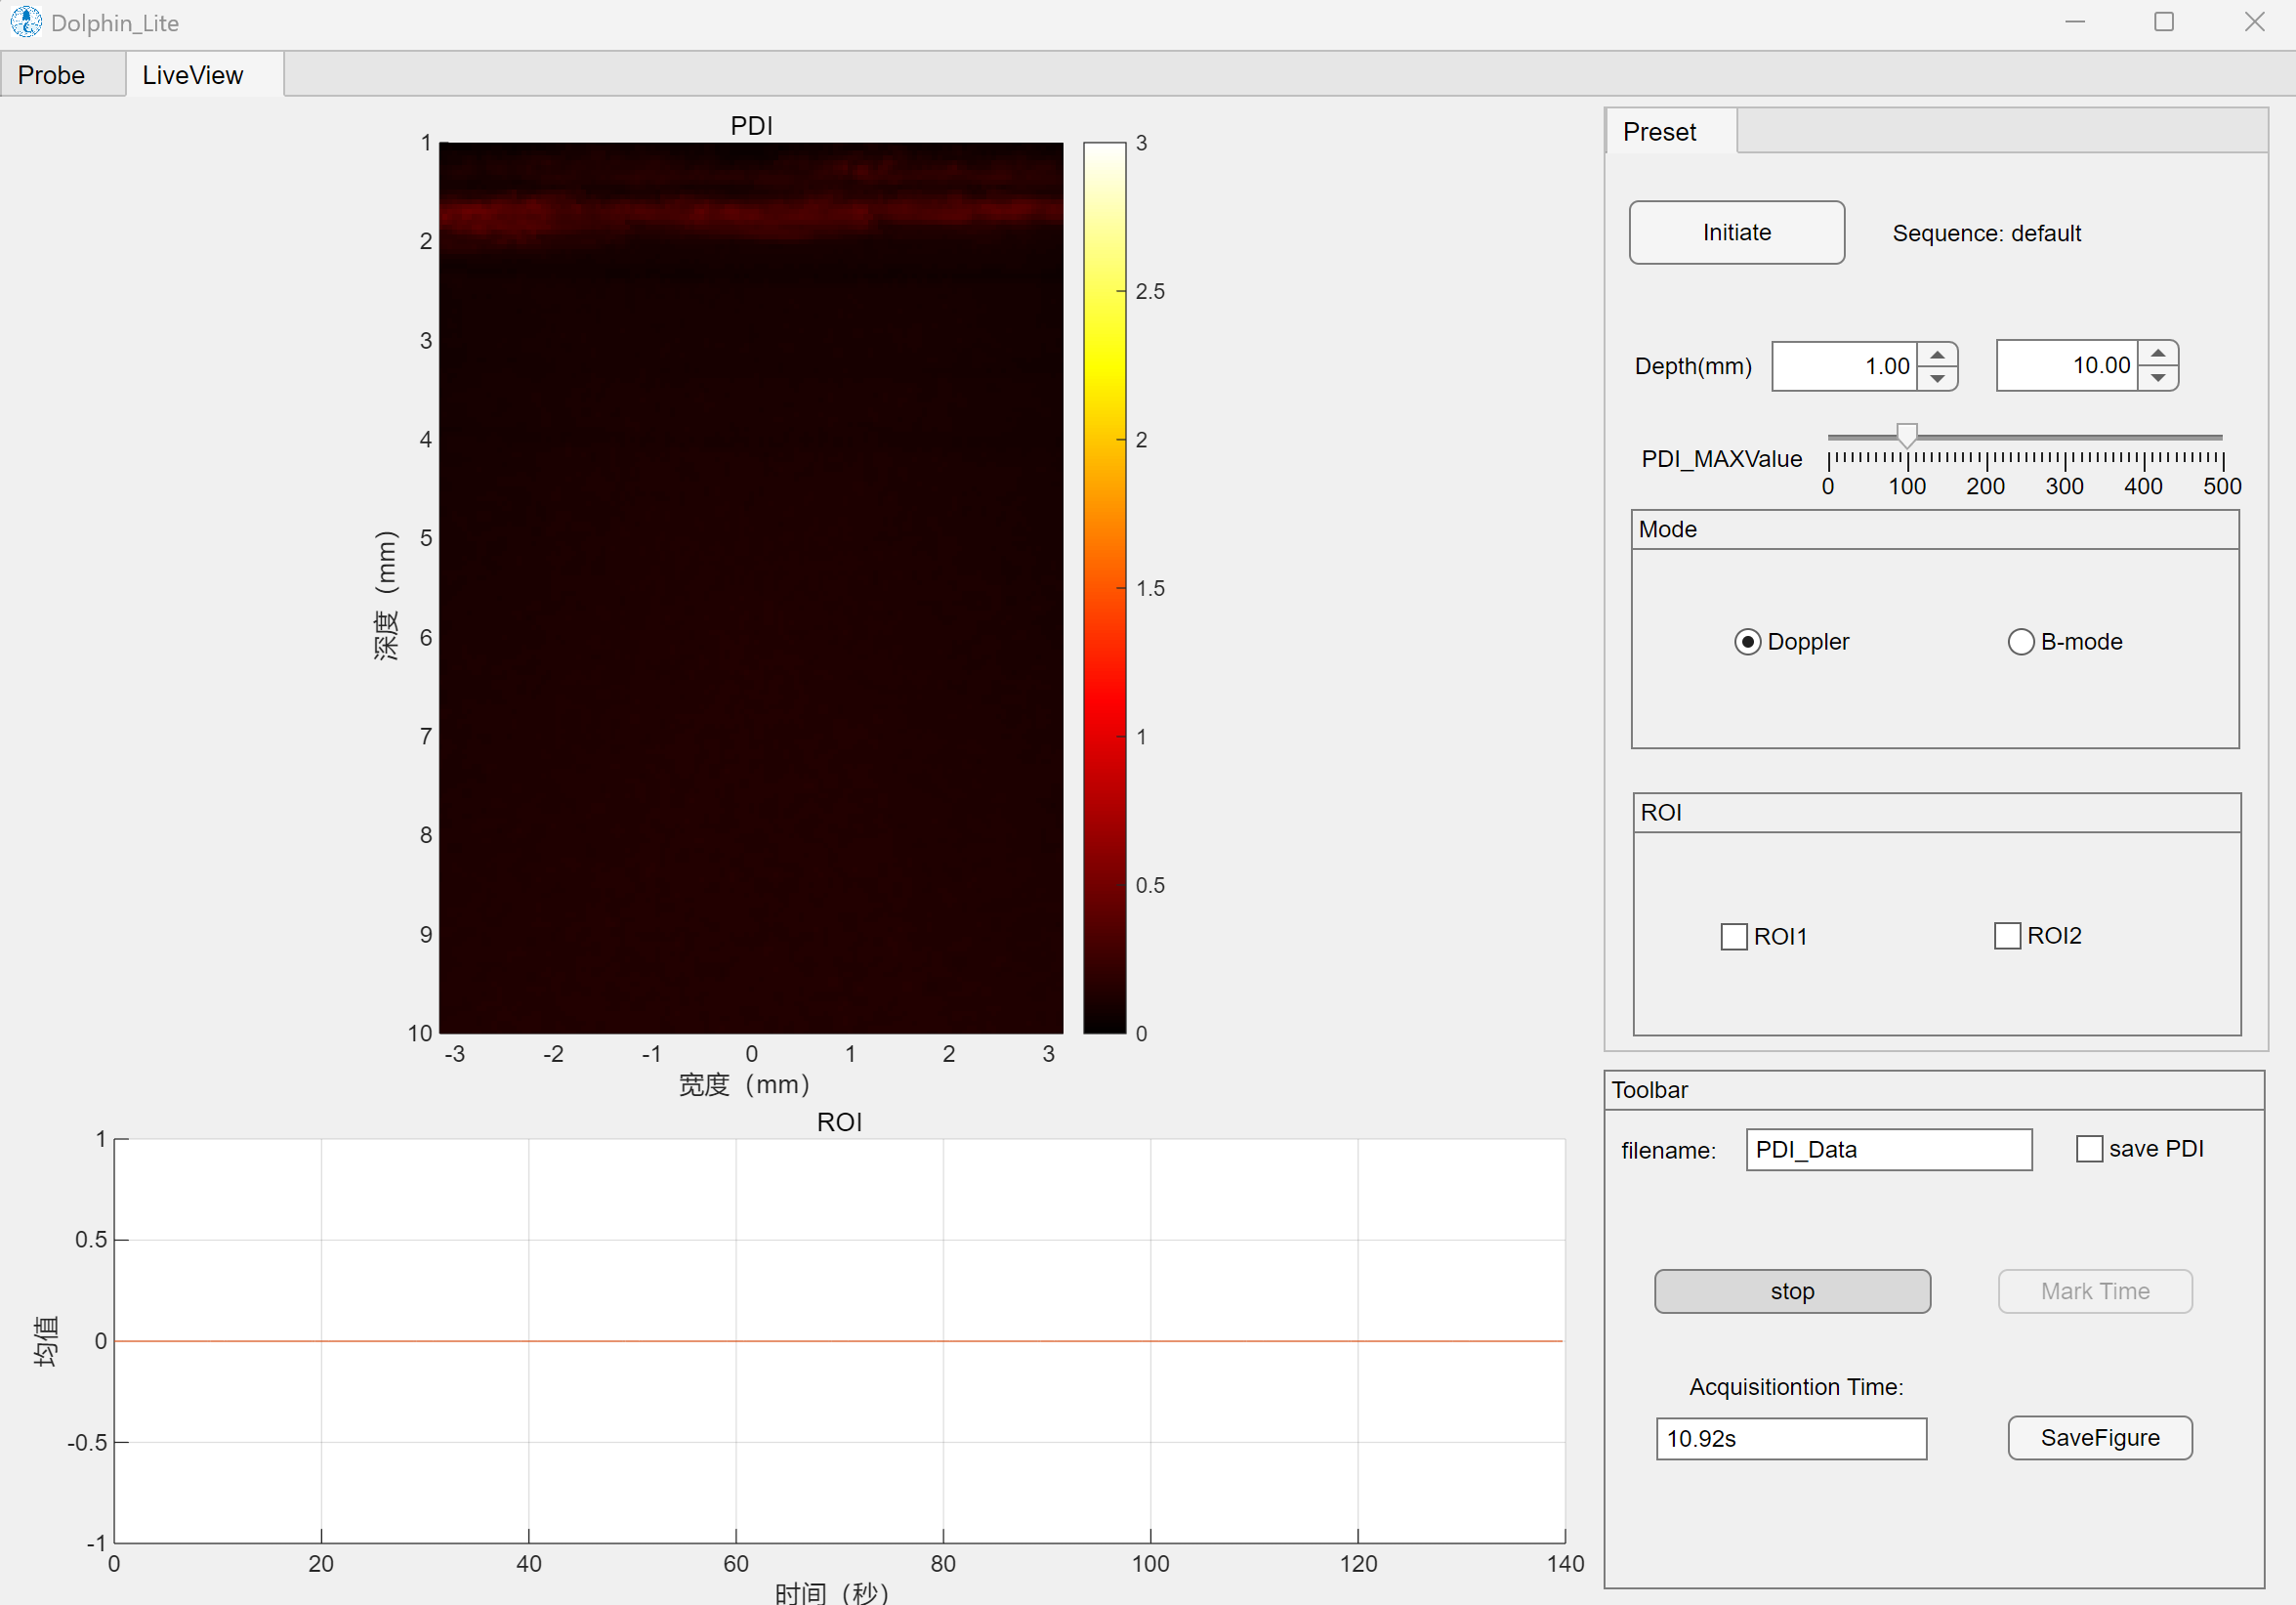 Dolphin_Lite
Probe
LiveView
PDI
1
2
3
4
5
6
7
8
9
10
深度（mm）
-3 -2 -1 0 1 2 3
宽度（mm）
3
2.5
2
1.5
1
0.5
0
ROI
1
0.5
0
-0.5
-1
均值
0 20 40 60 80 100 120 140
时间（秒）
Preset
Initiate
Sequence: default
Depth(mm) 1.00 10.00
PDI_MAXValue
0 100 200 300 400 500
Mode
Doppler B-mode
ROI
ROI1 ROI2
Toolbar
filename: PDI_Data save PDI
stop Mark Time
Acquisitiontion Time:
10.92s SaveFigure